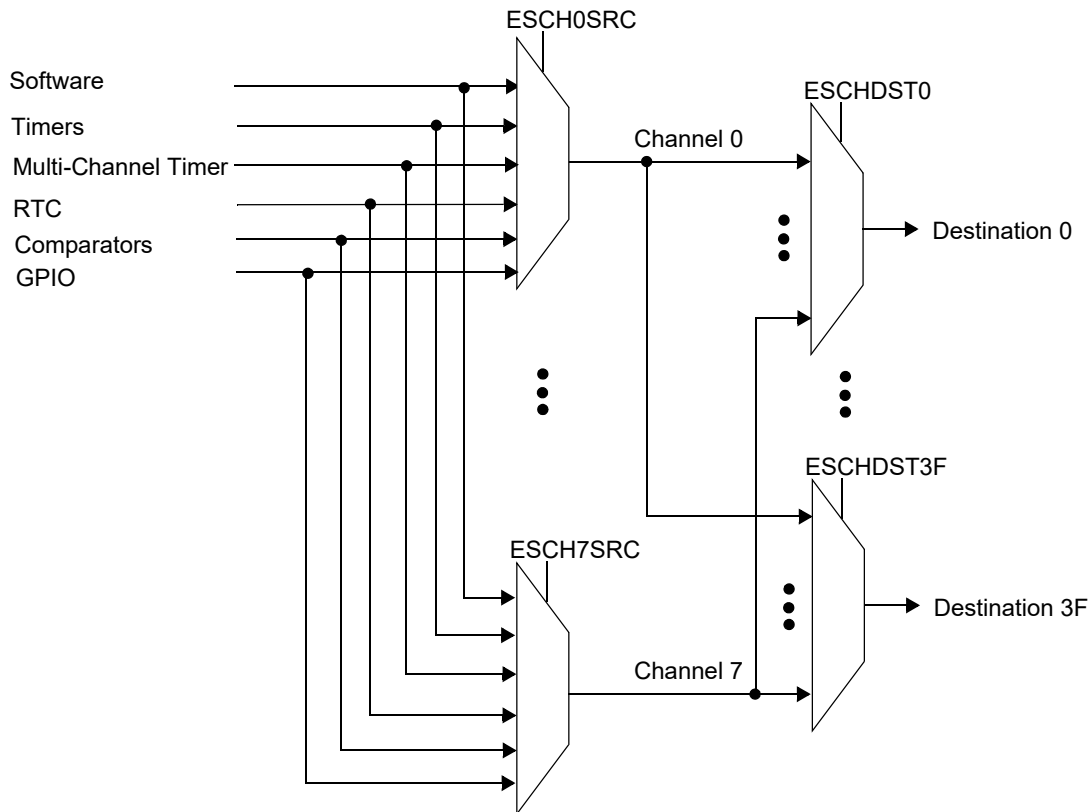 ESCH0SRC
Software
Timers
Multi-Channel Timer
RTC
Comparators
GPIO
ESCHDST0
Channel 0
Destination 0
ESCHDST3F
ESCH7SRC
Destination 3F
Channel 7